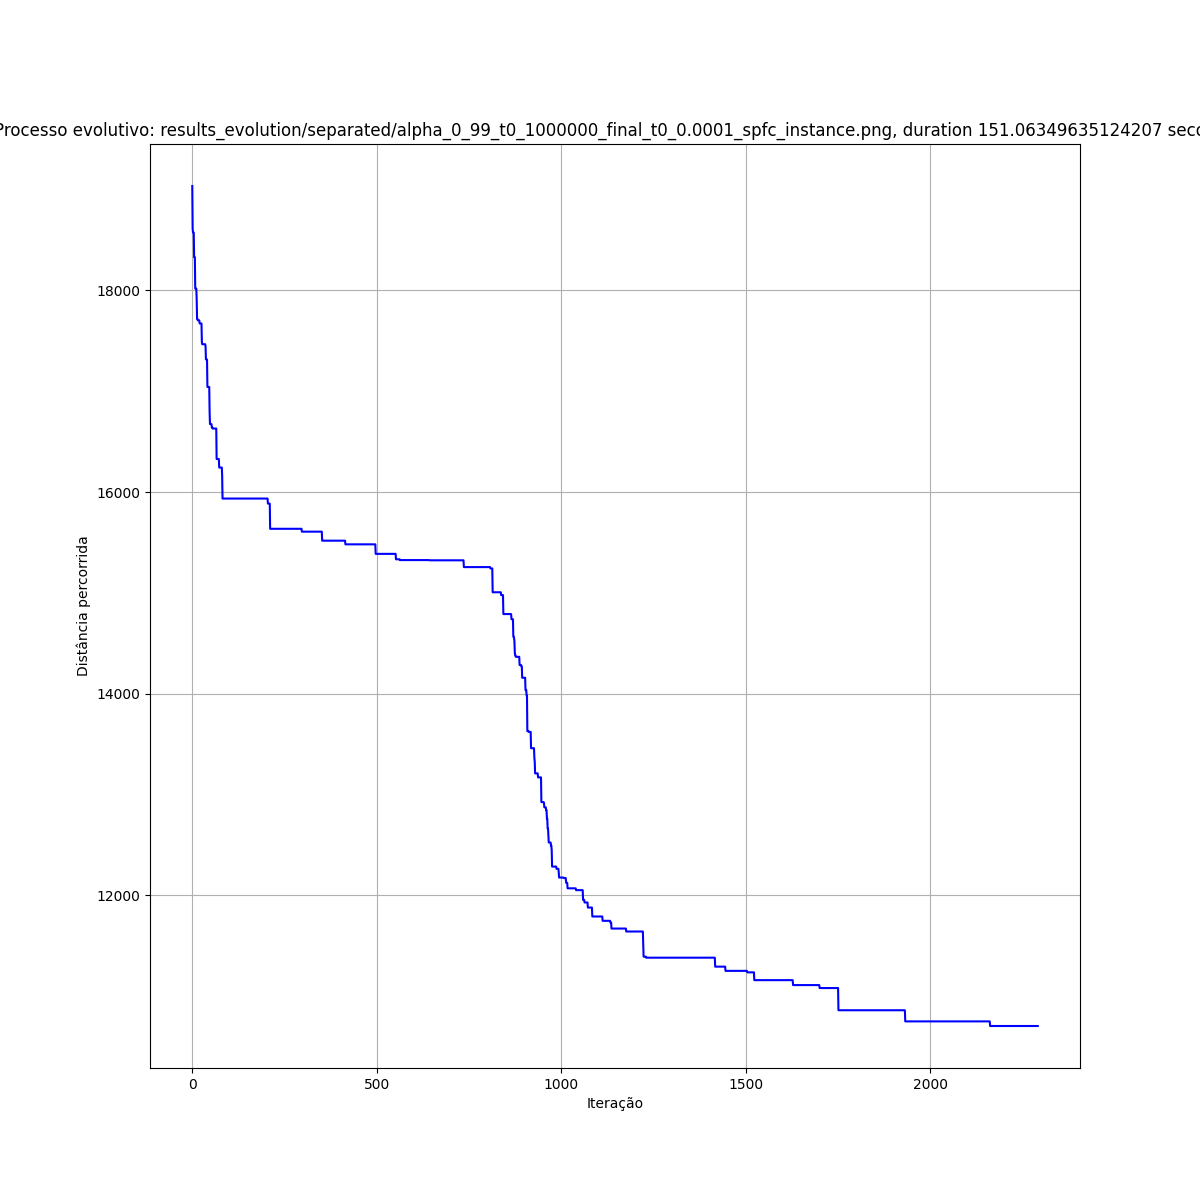 Processo evolutivo: results_evolution/separated/alpha_0_99_t0_1000000_final_t0_0.0001_spfc_instance.png, duration 151.06349635124207
18000
16000
14000
12000
Distância percorrida
0 500 1000 1500 2000
Iteração